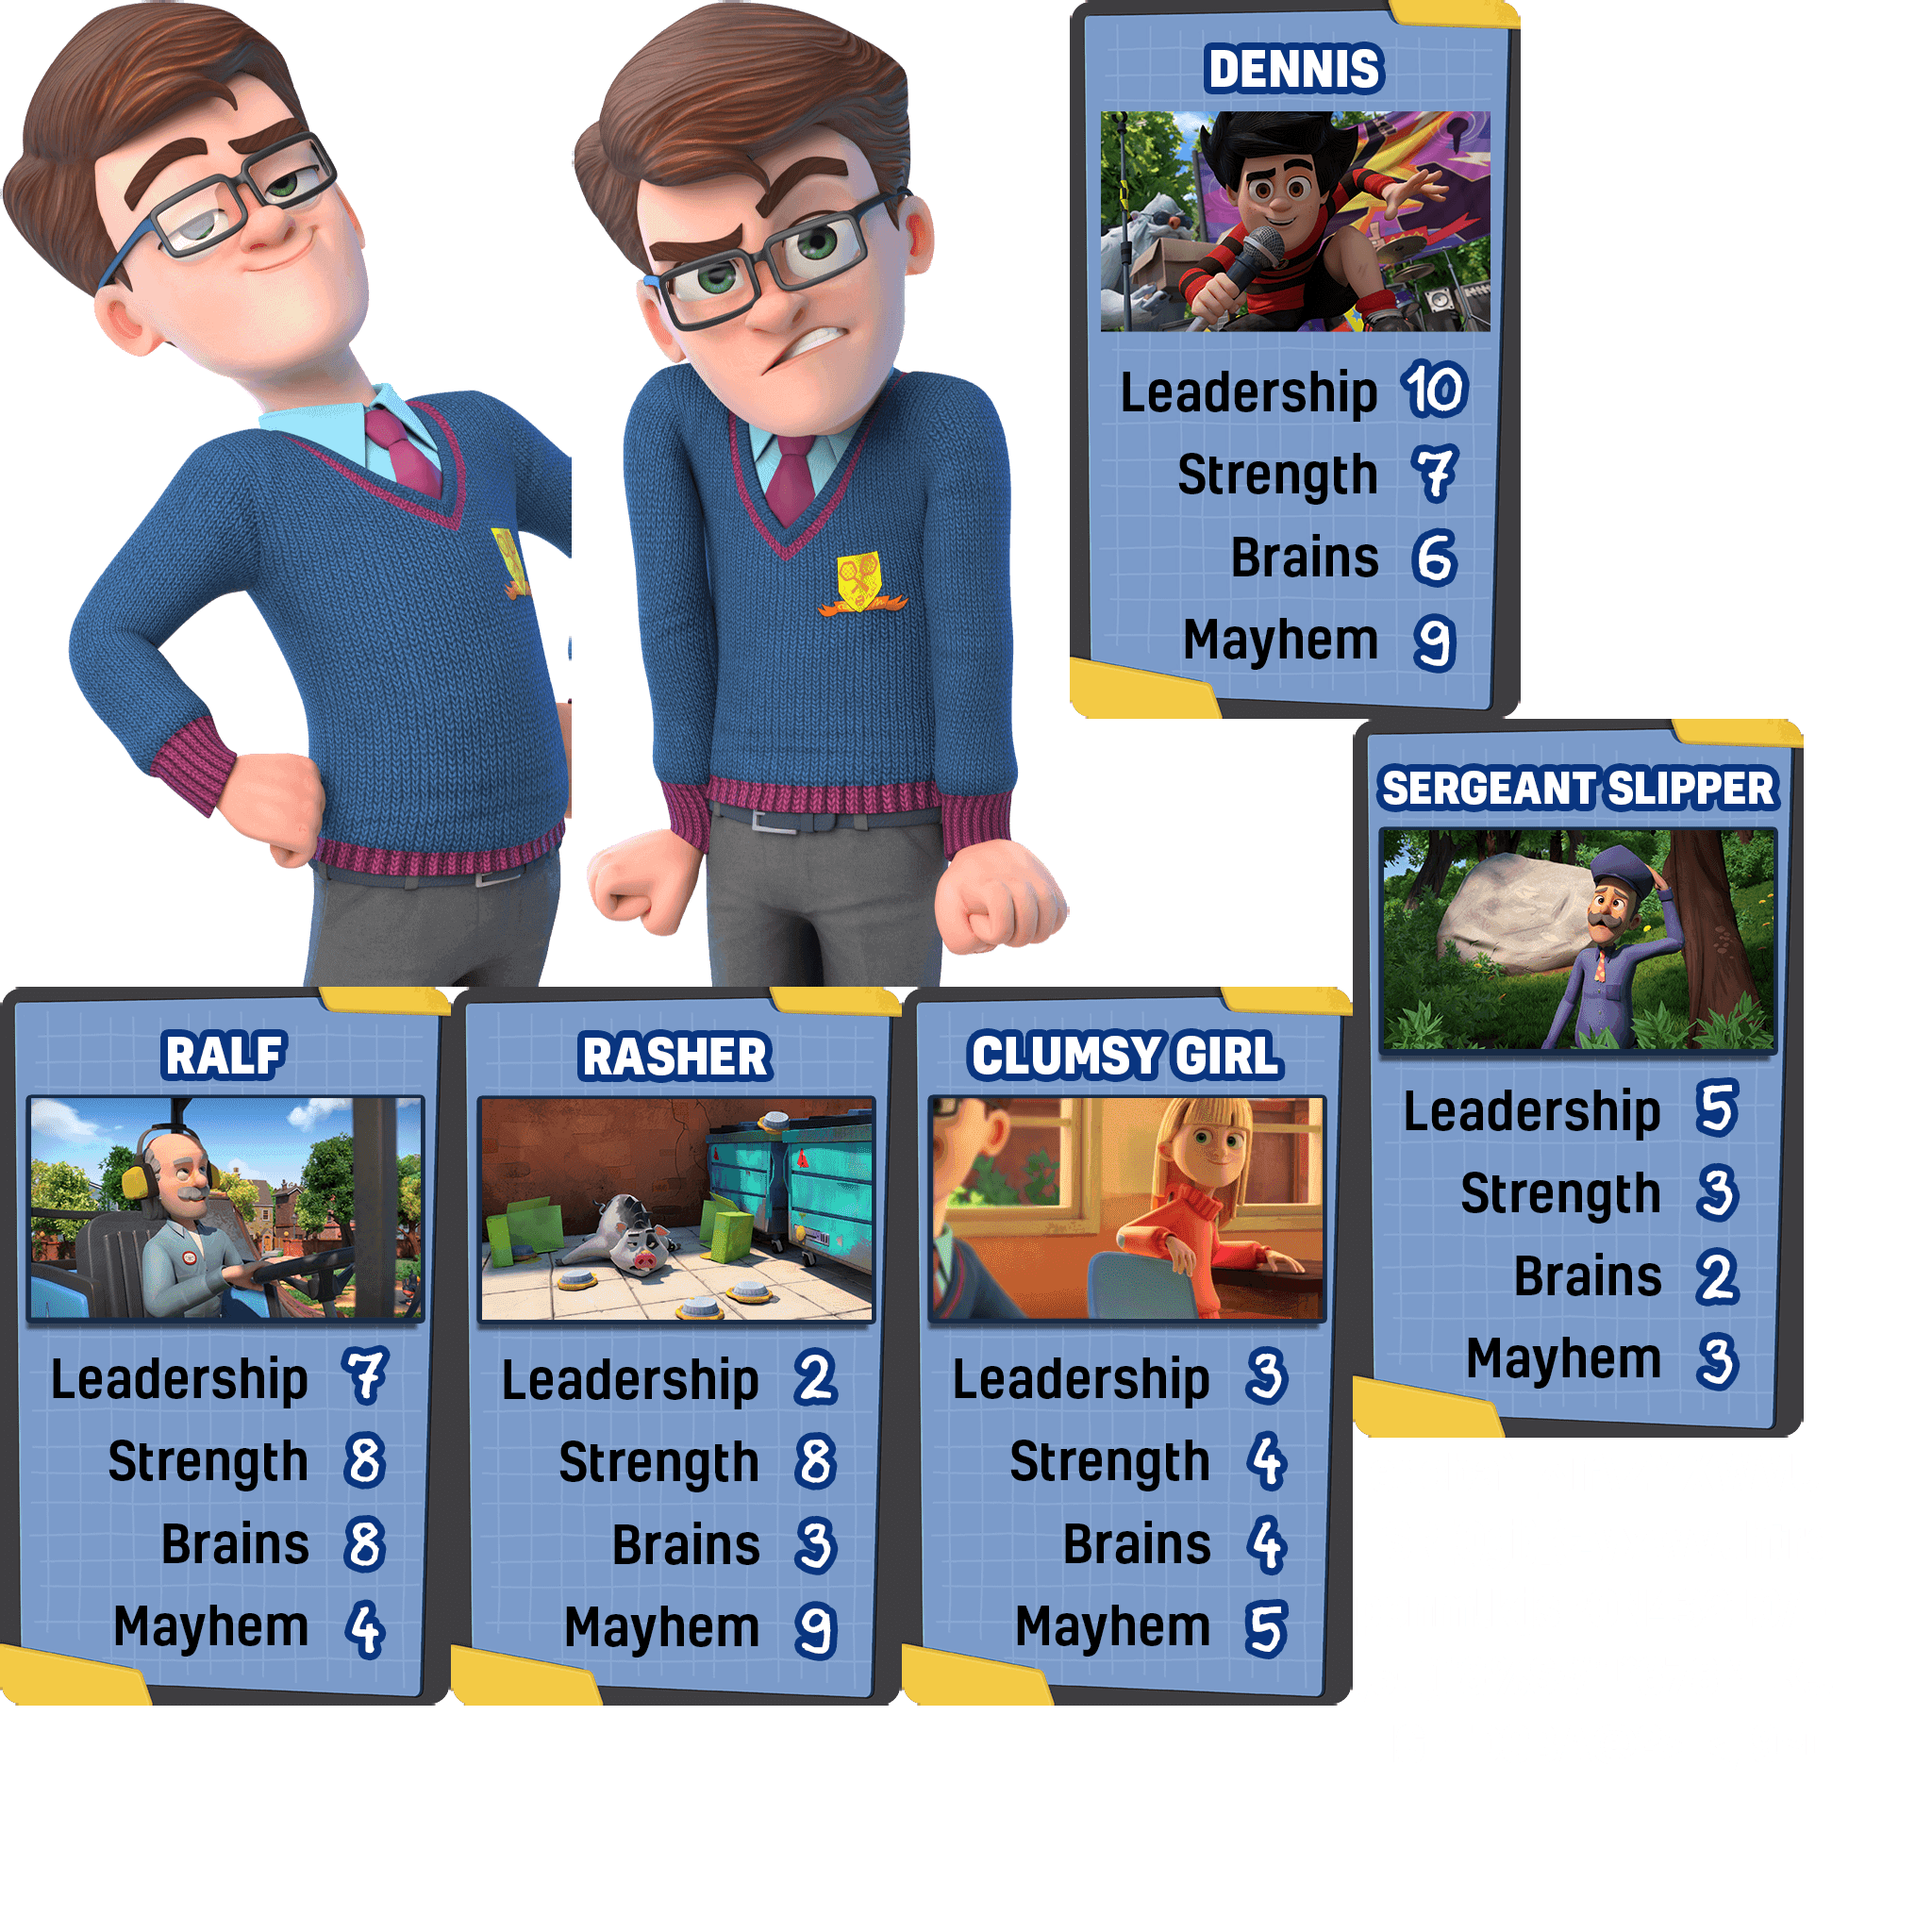 DENNIS
Leadership 10
Strength 7
Brains 6
Mayhem 9
SERGEANT SLIPPER
Leadership 5
Strength 3
Brains 2
Mayhem 3
RALF
Leadership 7
Strength 8
Brains 8
Mayhem 4
RASHER
Leadership 2
Strength 8
Brains 3
Mayhem 9
CLUMSY GIRL
Leadership 3
Strength 4
Brains 4
Mayhem 5